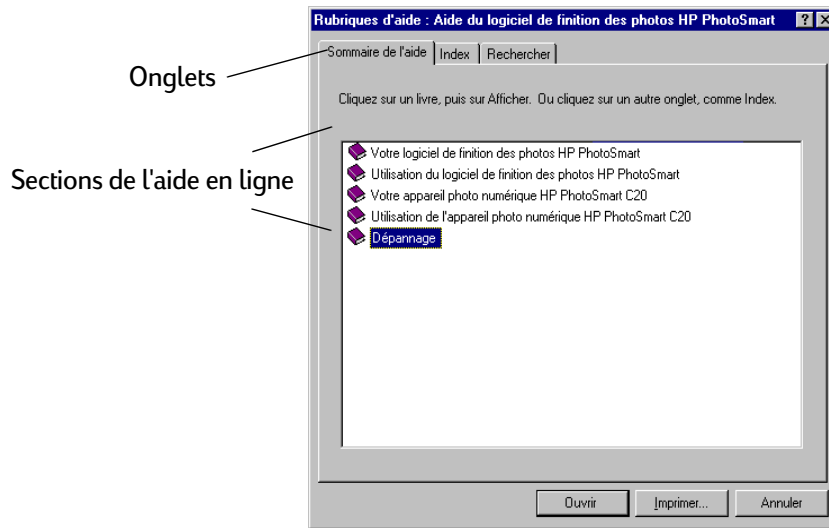 Rubriques d'aide : Aide du logiciel de finition des photos HP PhotoSmart
Sommaire de l'aide Index Rechercher
Onglets
Cliquez sur un livre, puis sur Afficher. Ou cliquez sur un autre onglet, comme Index.
Votre logiciel de finition des photos HP PhotoSmart
Utilisation du logiciel de finition des photos HP PhotoSmart
Sections de l'aide en ligne
Votre appareil photo numérique HP PhotoSmart C20
Utilisation de l'appareil photo numérique HP PhotoSmart C20
Dépannage
Ouvrir Imprimer... Annuler